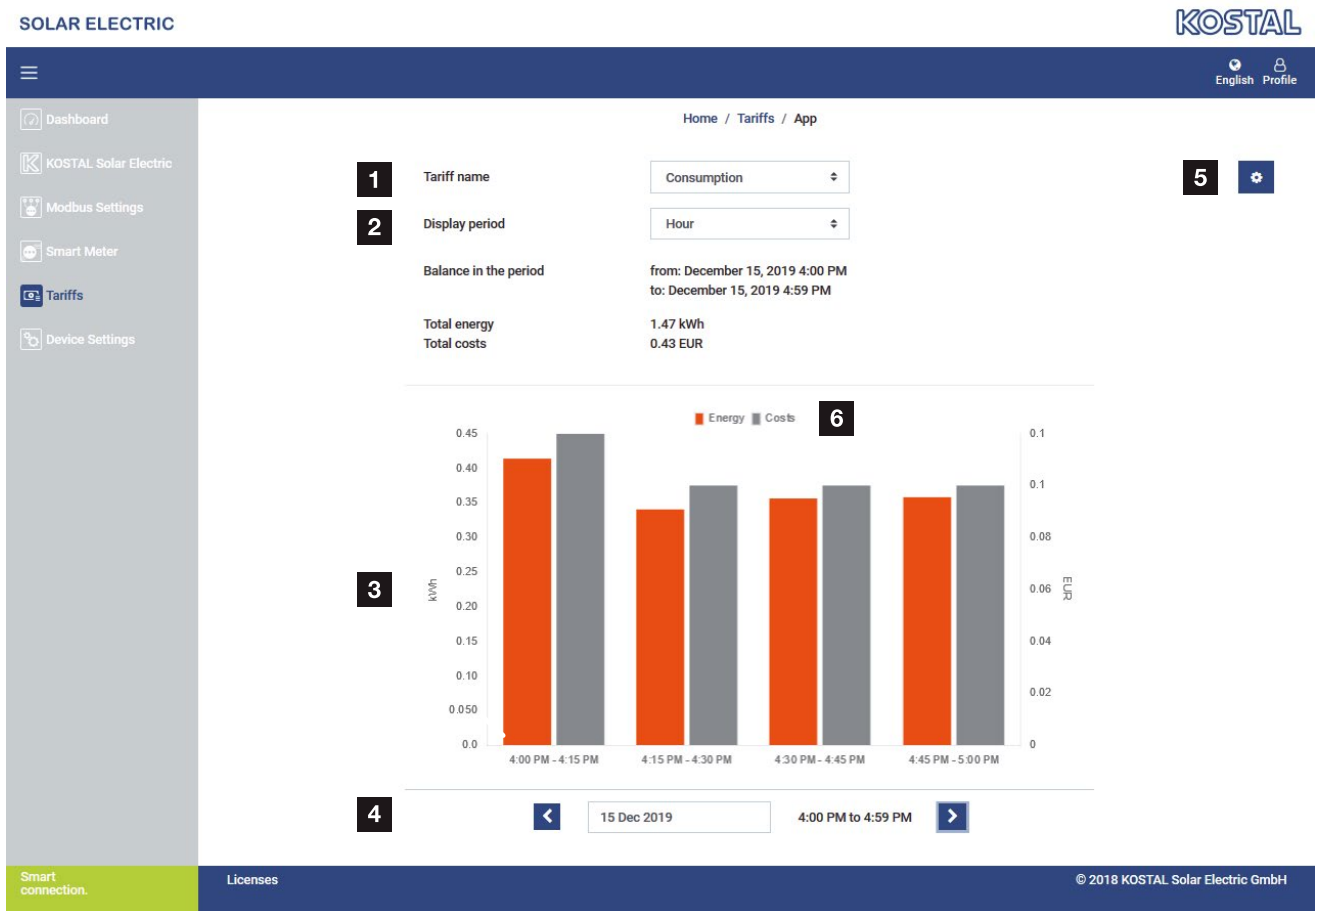 SOLAR ELECTRIC
KOSTAL
English Profile
Dashboard
KOSTAL Solar Electric
Modbus Settings
Smart Meter
Tariffs
Device Settings
Home / Tariffs / App
1 Tariff name Consumption
5
2 Display period Hour
Balance in the period from: December 15, 2019 4:00 PM
to: December 15, 2019 4:59 PM
Total energy 1.47 kWh
Total costs 0.43 EUR
Energy Costs 6
0.45
0.40
0.35
0.30
0.25
0.20
0.15
0.10
0.050
0.0
3
kWh
0.1
0.1
0.08
0.06
0.04
0.02
0
EUR
4:00 PM - 4:15 PM 4:15 PM - 4:30 PM 4:30 PM - 4:45 PM 4:45 PM - 5:00 PM
4 15 Dec 2019 4:00 PM to 4:59 PM
Smart
connection.
Licenses
© 2018 KOSTAL Solar Electric GmbH